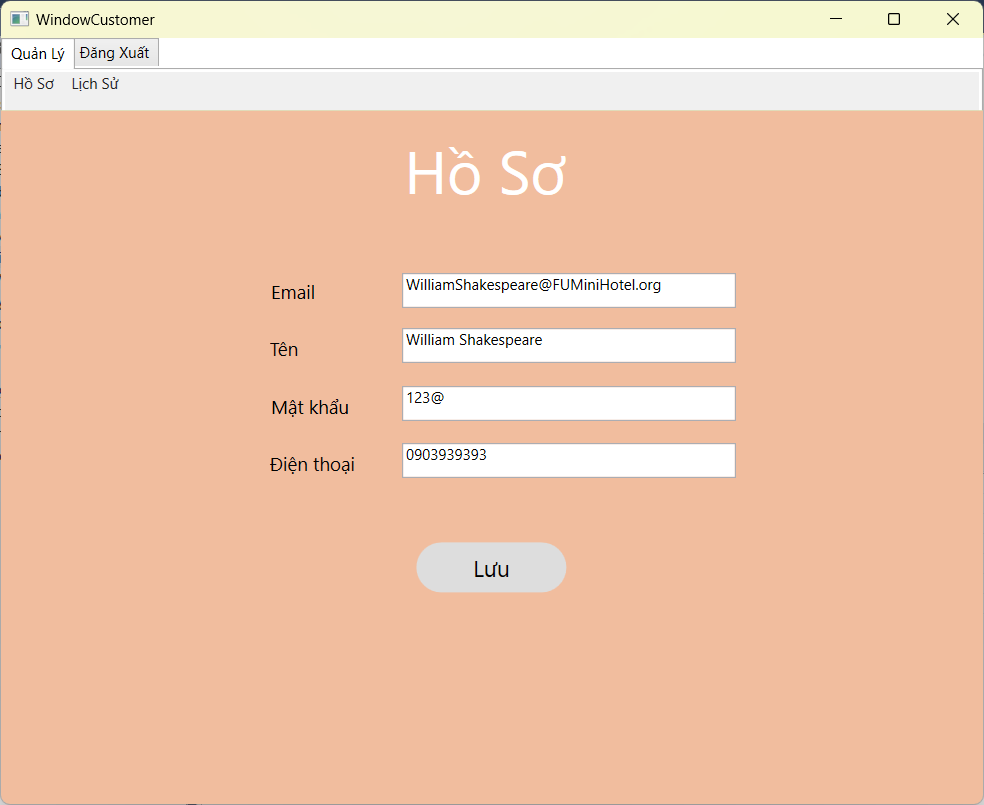 WindowCustomer
Quản Lý Đăng Xuất
Hồ Sơ Lịch Sử
Hồ Sơ
Email WilliamShakespeare@FUMiniHotel.org
Tên William Shakespeare
Mật khẩu 123@
Điện thoại 0903939393
Lưu